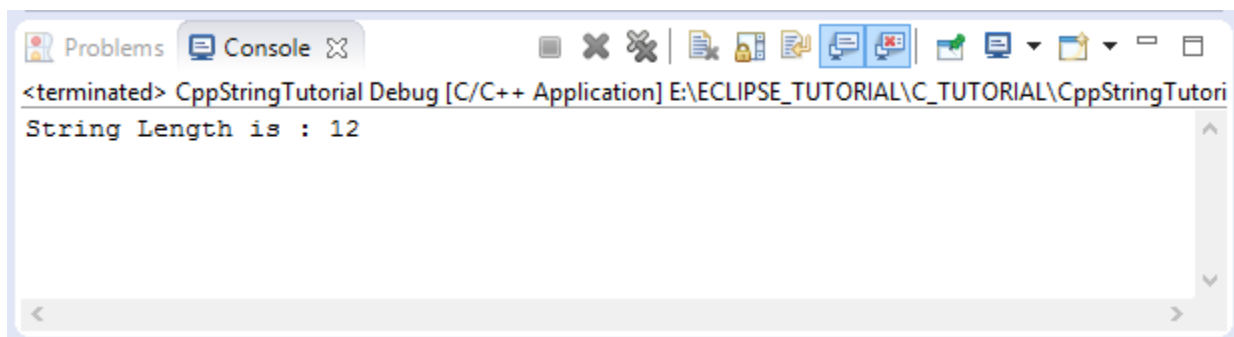 Problems Console
<terminated> CppStringTutorial Debug [C/C++ Application] E:\ECLIPSE_TUTORIAL\C_TUTORIAL\CppStringTutori
String Length is : 12